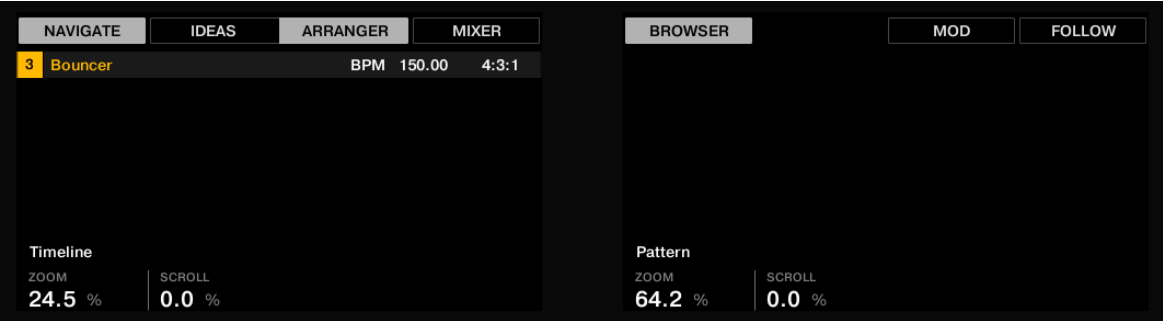 NAVIGATE IDEAS ARRANGER MIXER
3 Bouncer BPM 150.00 4:3:1
Timeline
ZOOM SCROLL
24.5 % 0.0 %
BROWSER MOD FOLLOW
Pattern
ZOOM SCROLL
64.2 % 0.0 %